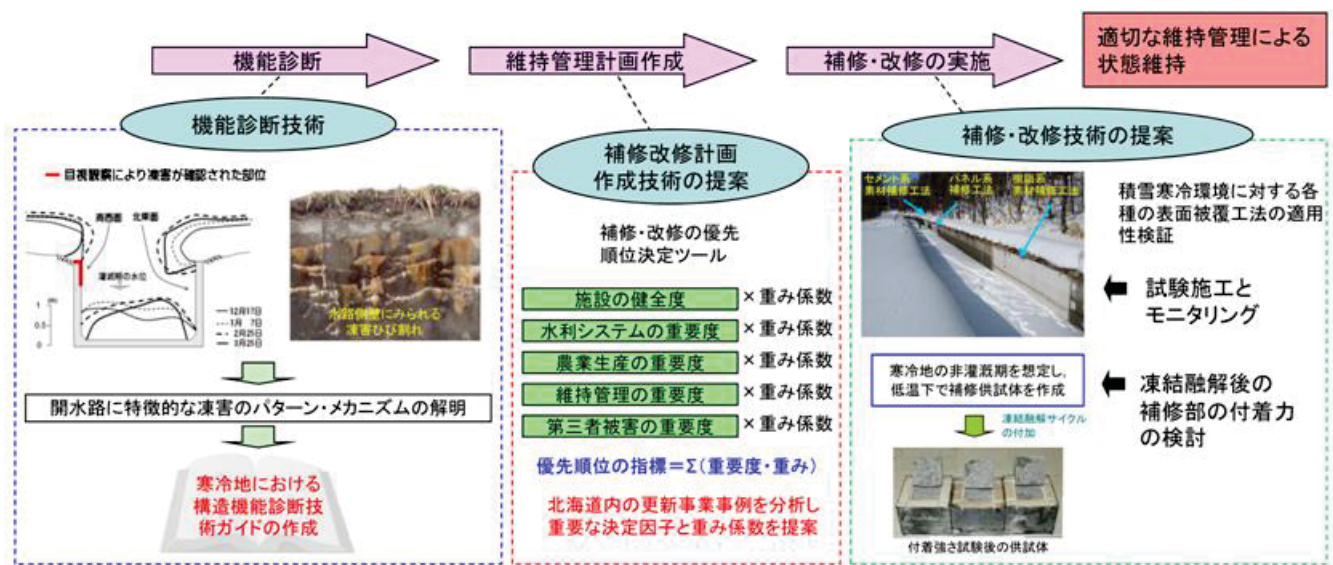 機能診断
維持管理計画作成
補修・改修の実施
適切な維持管理による
状態維持
機能診断技術
目視観察により凍害が確認された部位
南西面
北東面
灌漑期の水位
1
0.5
0
12月17日
1月 7日
2月25日
3月25日
水路側壁にみられる
凍害ひび割れ
開水路に特徴的な凍害のパターン・メカニズムの解明
寒冷地における
構造機能診断技
術ガイドの作成
補修改修計画
作成技術の提案
補修・改修の優先
順位決定ツール
施設の健全度 ×重み係数
水利システムの重要度 ×重み係数
農業生産の重要度 ×重み係数
維持管理の重要度 ×重み係数
第三者被害の重要度 ×重み係数
優先順位の指標=Σ(重要度・重み)
北海道内の更新事業事例を分析し
重要な決定因子と重み係数を提案
補修・改修技術の提案
セメント系
素材補修工法
パネル系
補修工法
樹脂系
素材補修工法
積雪寒冷環境に対する各
種の表面被覆工法の適用
性検証
試験施工と
モニタリング
寒冷地の非灌漑期を想定し、
低温下で補修供試体を作成
凍結融解後の
補修部の付着力
の検討
凍結融解サイクル
の付加
付着強さ試験後の供試体